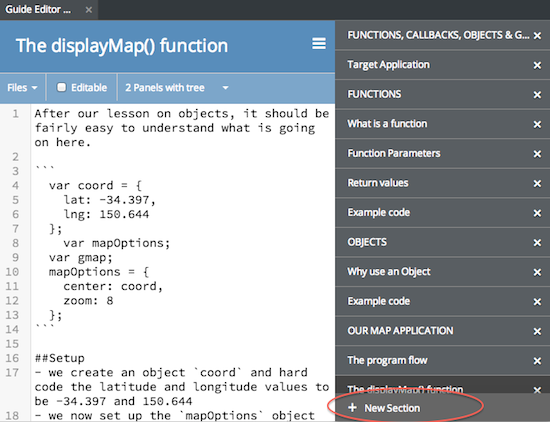 Guide Editor ... ×
The displayMap() function
Files
Editable
2 Panels with tree
1 After our lesson on objects, it should be
fairly easy to understand what is going
on here.
2
3 ```
4 var coord = {
5 lat: -34.397,
6 lng: 150.644
7 };
8 var mapOptions;
9 var gmap;
10 mapOptions = {
11 center: coord,
12 zoom: 8
13 };
14 ```
15
16 ##Setup
17 - we create an object `coord` and hard
code the latitude and longitude values to
be -34.397 and 150.644
18 - we now set up the `mapOptions` object
FUNCTIONS, CALLBACKS, OBJECTS & G... ×
Target Application ×
FUNCTIONS ×
What is a function ×
Function Parameters ×
Return values ×
Example code ×
OBJECTS ×
Why use an Object ×
Example code ×
OUR MAP APPLICATION ×
The program flow ×
The displayMap() function ×
+ New Section